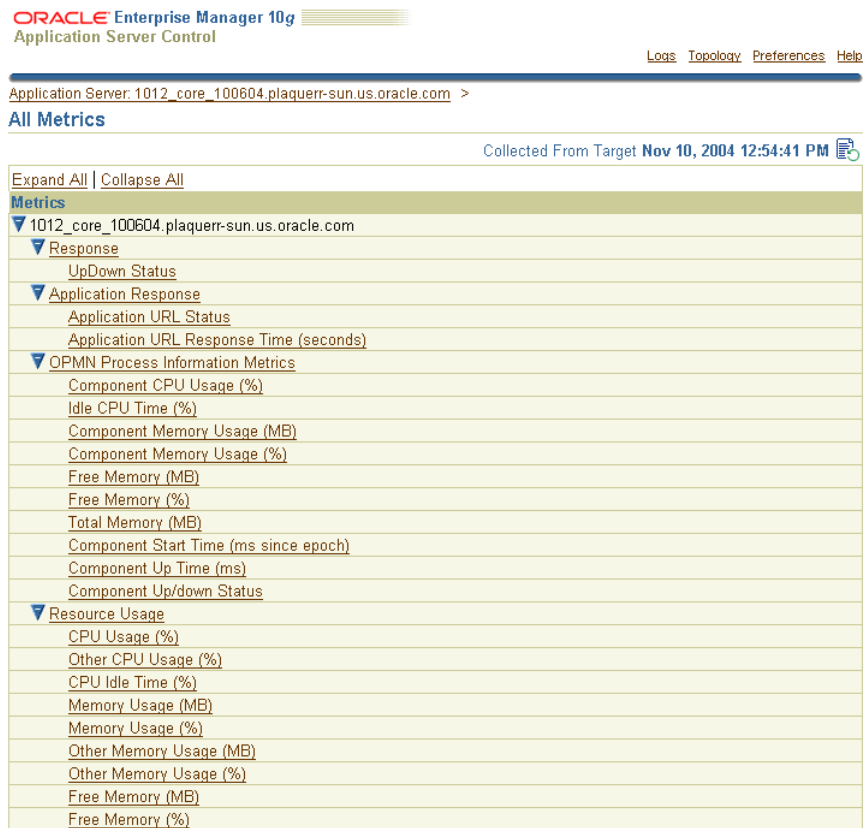 ORACLE Enterprise Manager 10g
Application Server Control
Logs Topology Preferences Help
Application Server: 1012_core_100604.plaquerr-sun.us.oracle.com >
All Metrics
Collected From Target Nov 10, 2004 12:54:41 PM
Expand All | Collapse All
Metrics
1012_core_100604.plaquerr-sun.us.oracle.com
Response
UpDown Status
Application Response
Application URL Status
Application URL Response Time (seconds)
OPMN Process Information Metrics
Component CPU Usage (%)
Idle CPU Time (%)
Component Memory Usage (MB)
Component Memory Usage (%)
Free Memory (MB)
Free Memory (%)
Total Memory (MB)
Component Start Time (ms since epoch)
Component Up Time (ms)
Component Up/down Status
Resource Usage
CPU Usage (%)
Other CPU Usage (%)
CPU Idle Time (%)
Memory Usage (MB)
Memory Usage (%)
Other Memory Usage (MB)
Other Memory Usage (%)
Free Memory (MB)
Free Memory (%)